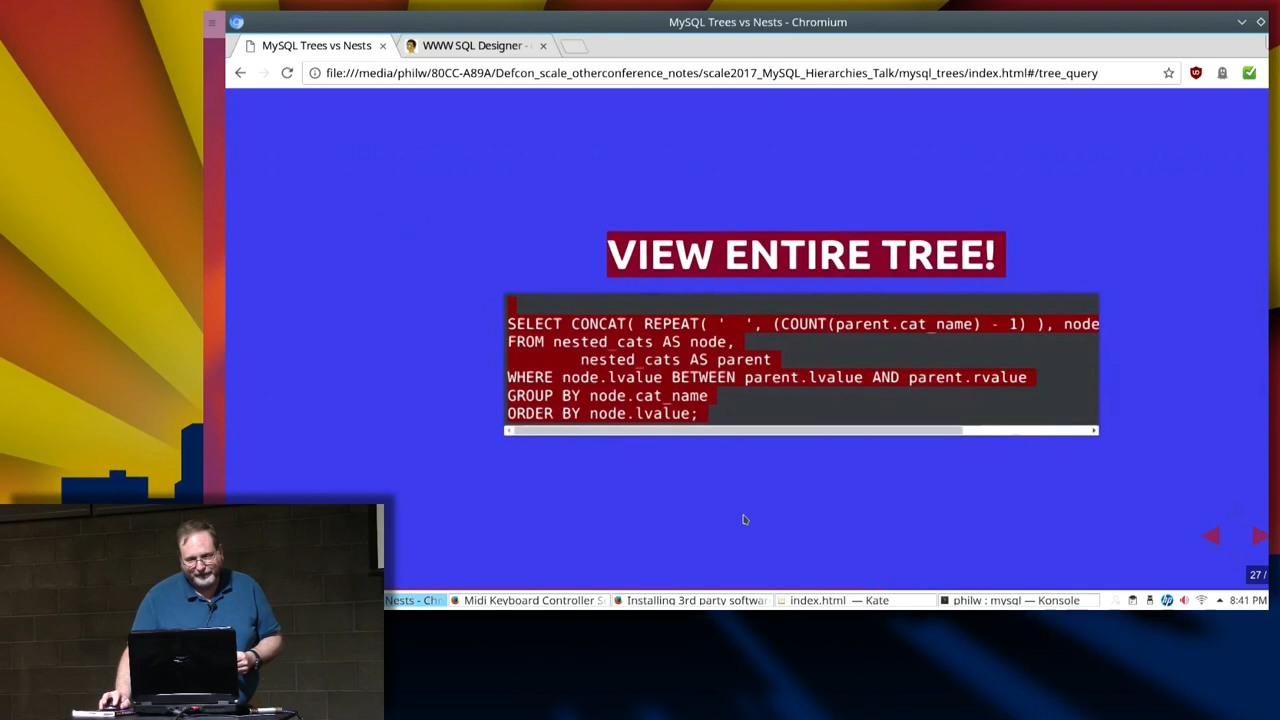 MySQL Trees vs Nests - Chromium
MySQL Trees vs Nests
WWW SQL Designer -
file:///media/philw/80CC-A89A/Defcon_scale_otherconference_notes/scale2017_MySQL_Hierarchies_Talk/mysql_trees/index.html#/tree_query
VIEW ENTIRE TREE!
SELECT CONCAT( REPEAT( '   ', (COUNT(parent.cat_name) - 1) ), node
FROM nested_cats AS node,
nested_cats AS parent
WHERE node.lvalue BETWEEN parent.lvalue AND parent.rvalue
GROUP BY node.cat_name
ORDER BY node.lvalue;
27 /
Nests - Chr
Midi Keyboard Controller S
Installing 3rd party softwa
index.html — Kate
philw : mysql — Konsole
8:41 PM